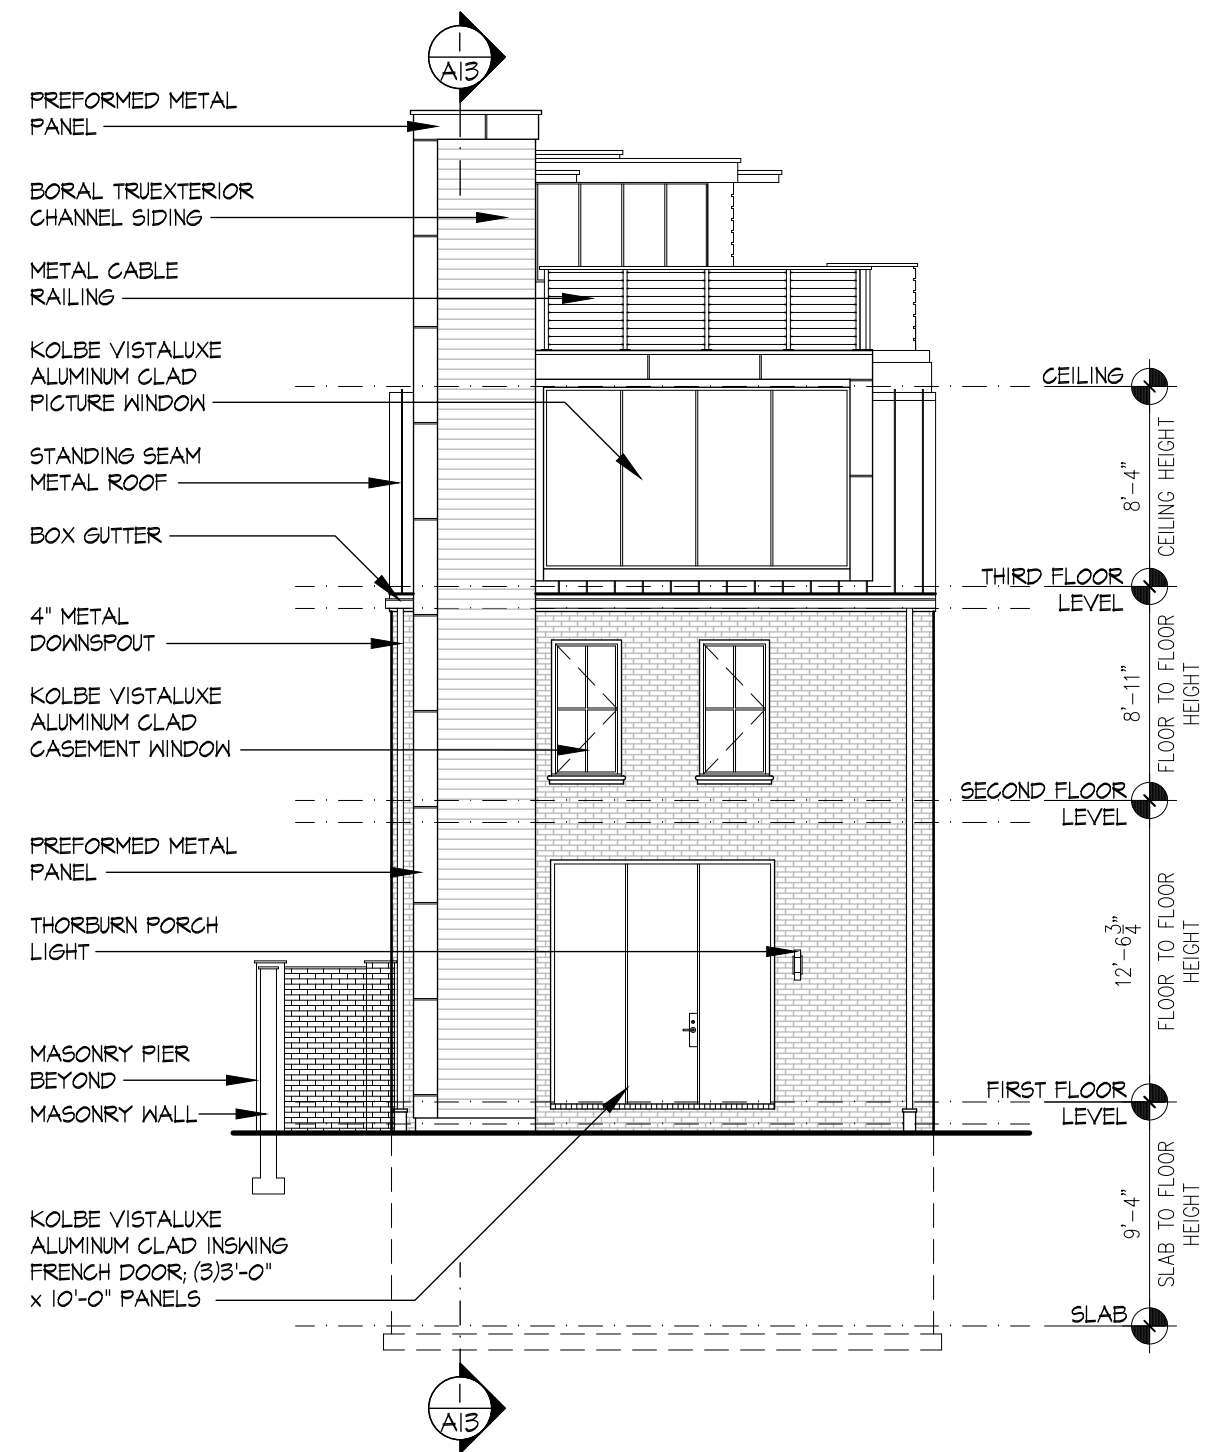 A13
PREFORMED METAL
PANEL
BORAL TRUEXTERIOR
CHANNEL SIDING
METAL CABLE
RAILING
KOLBE VISTALUXE
ALUMINUM CLAD
PICTURE WINDOW
STANDING SEAM
METAL ROOF
BOX GUTTER
4" METAL
DOWNSPOUT
KOLBE VISTALUXE
ALUMINUM CLAD
CASEMENT WINDOW
PREFORMED METAL
PANEL
THORBURN PORCH
LIGHT
MASONRY PIER
BEYOND
MASONRY WALL
KOLBE VISTALUXE
ALUMINUM CLAD INSWING
FRENCH DOOR; (3)3'-0"
x 10'-0" PANELS
A13
CEILING
8'-4"
CEILING HEIGHT
THIRD FLOOR
LEVEL
8'-11"
FLOOR TO FLOOR
HEIGHT
SECOND FLOOR
LEVEL
12'-6 3/4"
FLOOR TO FLOOR
HEIGHT
FIRST FLOOR
LEVEL
9'-4"
SLAB TO FLOOR
HEIGHT
SLAB